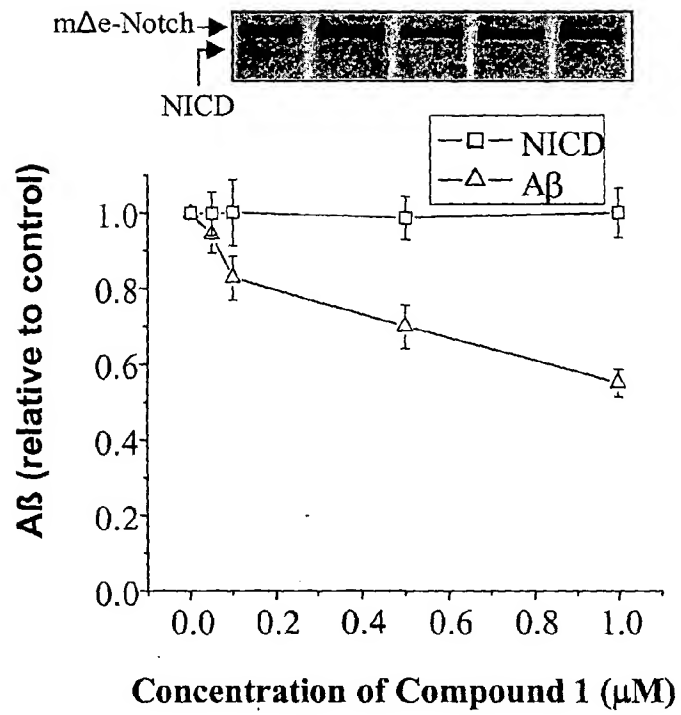 mΔe-Notch
NICD
NICD
Aβ
Aß (relative to control)
1.0
0.8
0.6
0.4
0.2
0.0
0.0 0.2 0.4 0.6 0.8 1.0
Concentration of Compound 1 (μM)